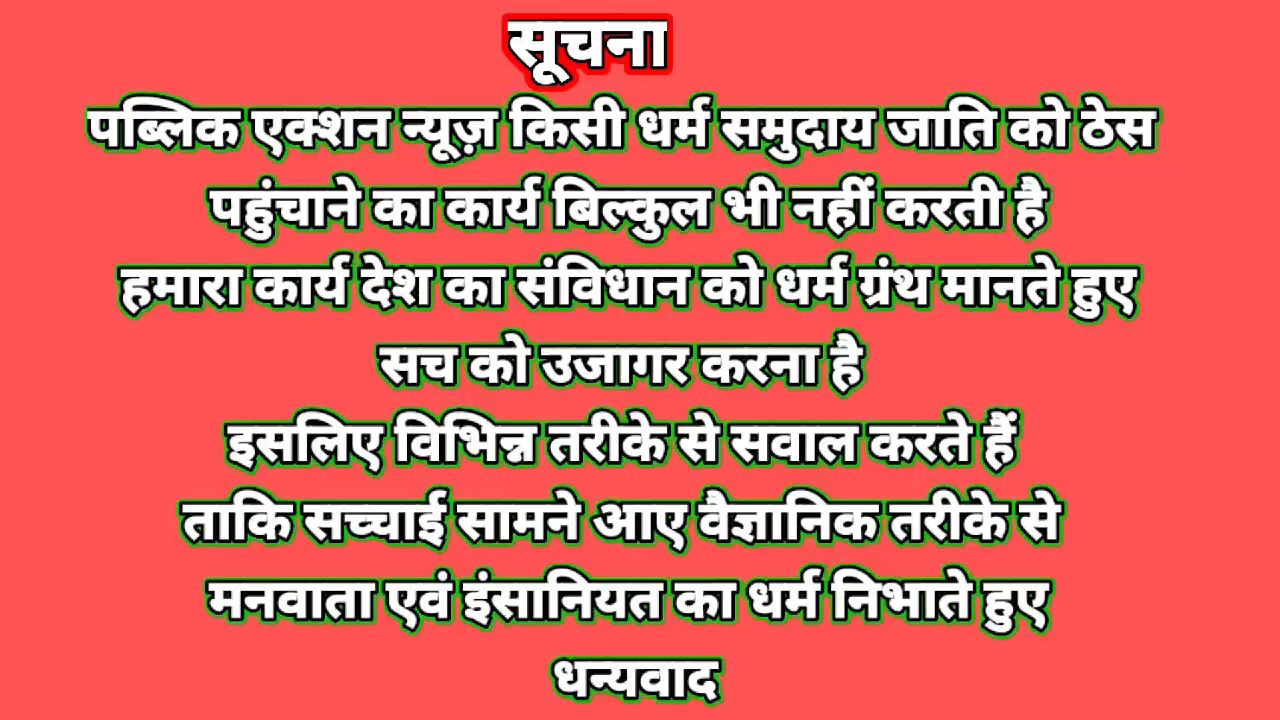 सूचना
पब्लिक एक्शन न्यूज़ किसी धर्म समुदाय जाति को ठेस
पहुंचाने का कार्य बिल्कुल भी नहीं करती है
हमारा कार्य देश का संविधान को धर्म ग्रंथ मानते हुए
सच को उजागर करना है
इसलिए विभिन्न तरीके से सवाल करते हैं
ताकि सच्चाई सामने आए वैज्ञानिक तरीके से
मनवाता एवं इंसानियत का धर्म निभाते हुए
धन्यवाद